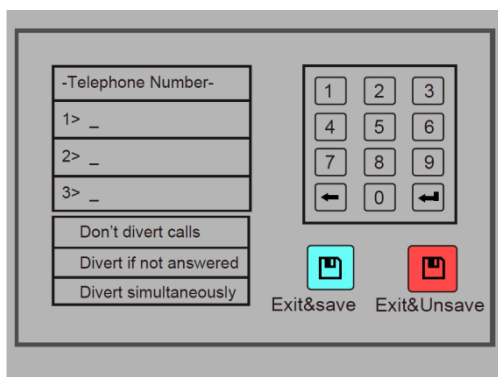 -Telephone Number-
1> _
2> _
3> _
Don't divert calls
Divert if not answered
Divert simultaneously
1 2 3
4 5 6
7 8 9
0
Exit&save Exit&Unsave